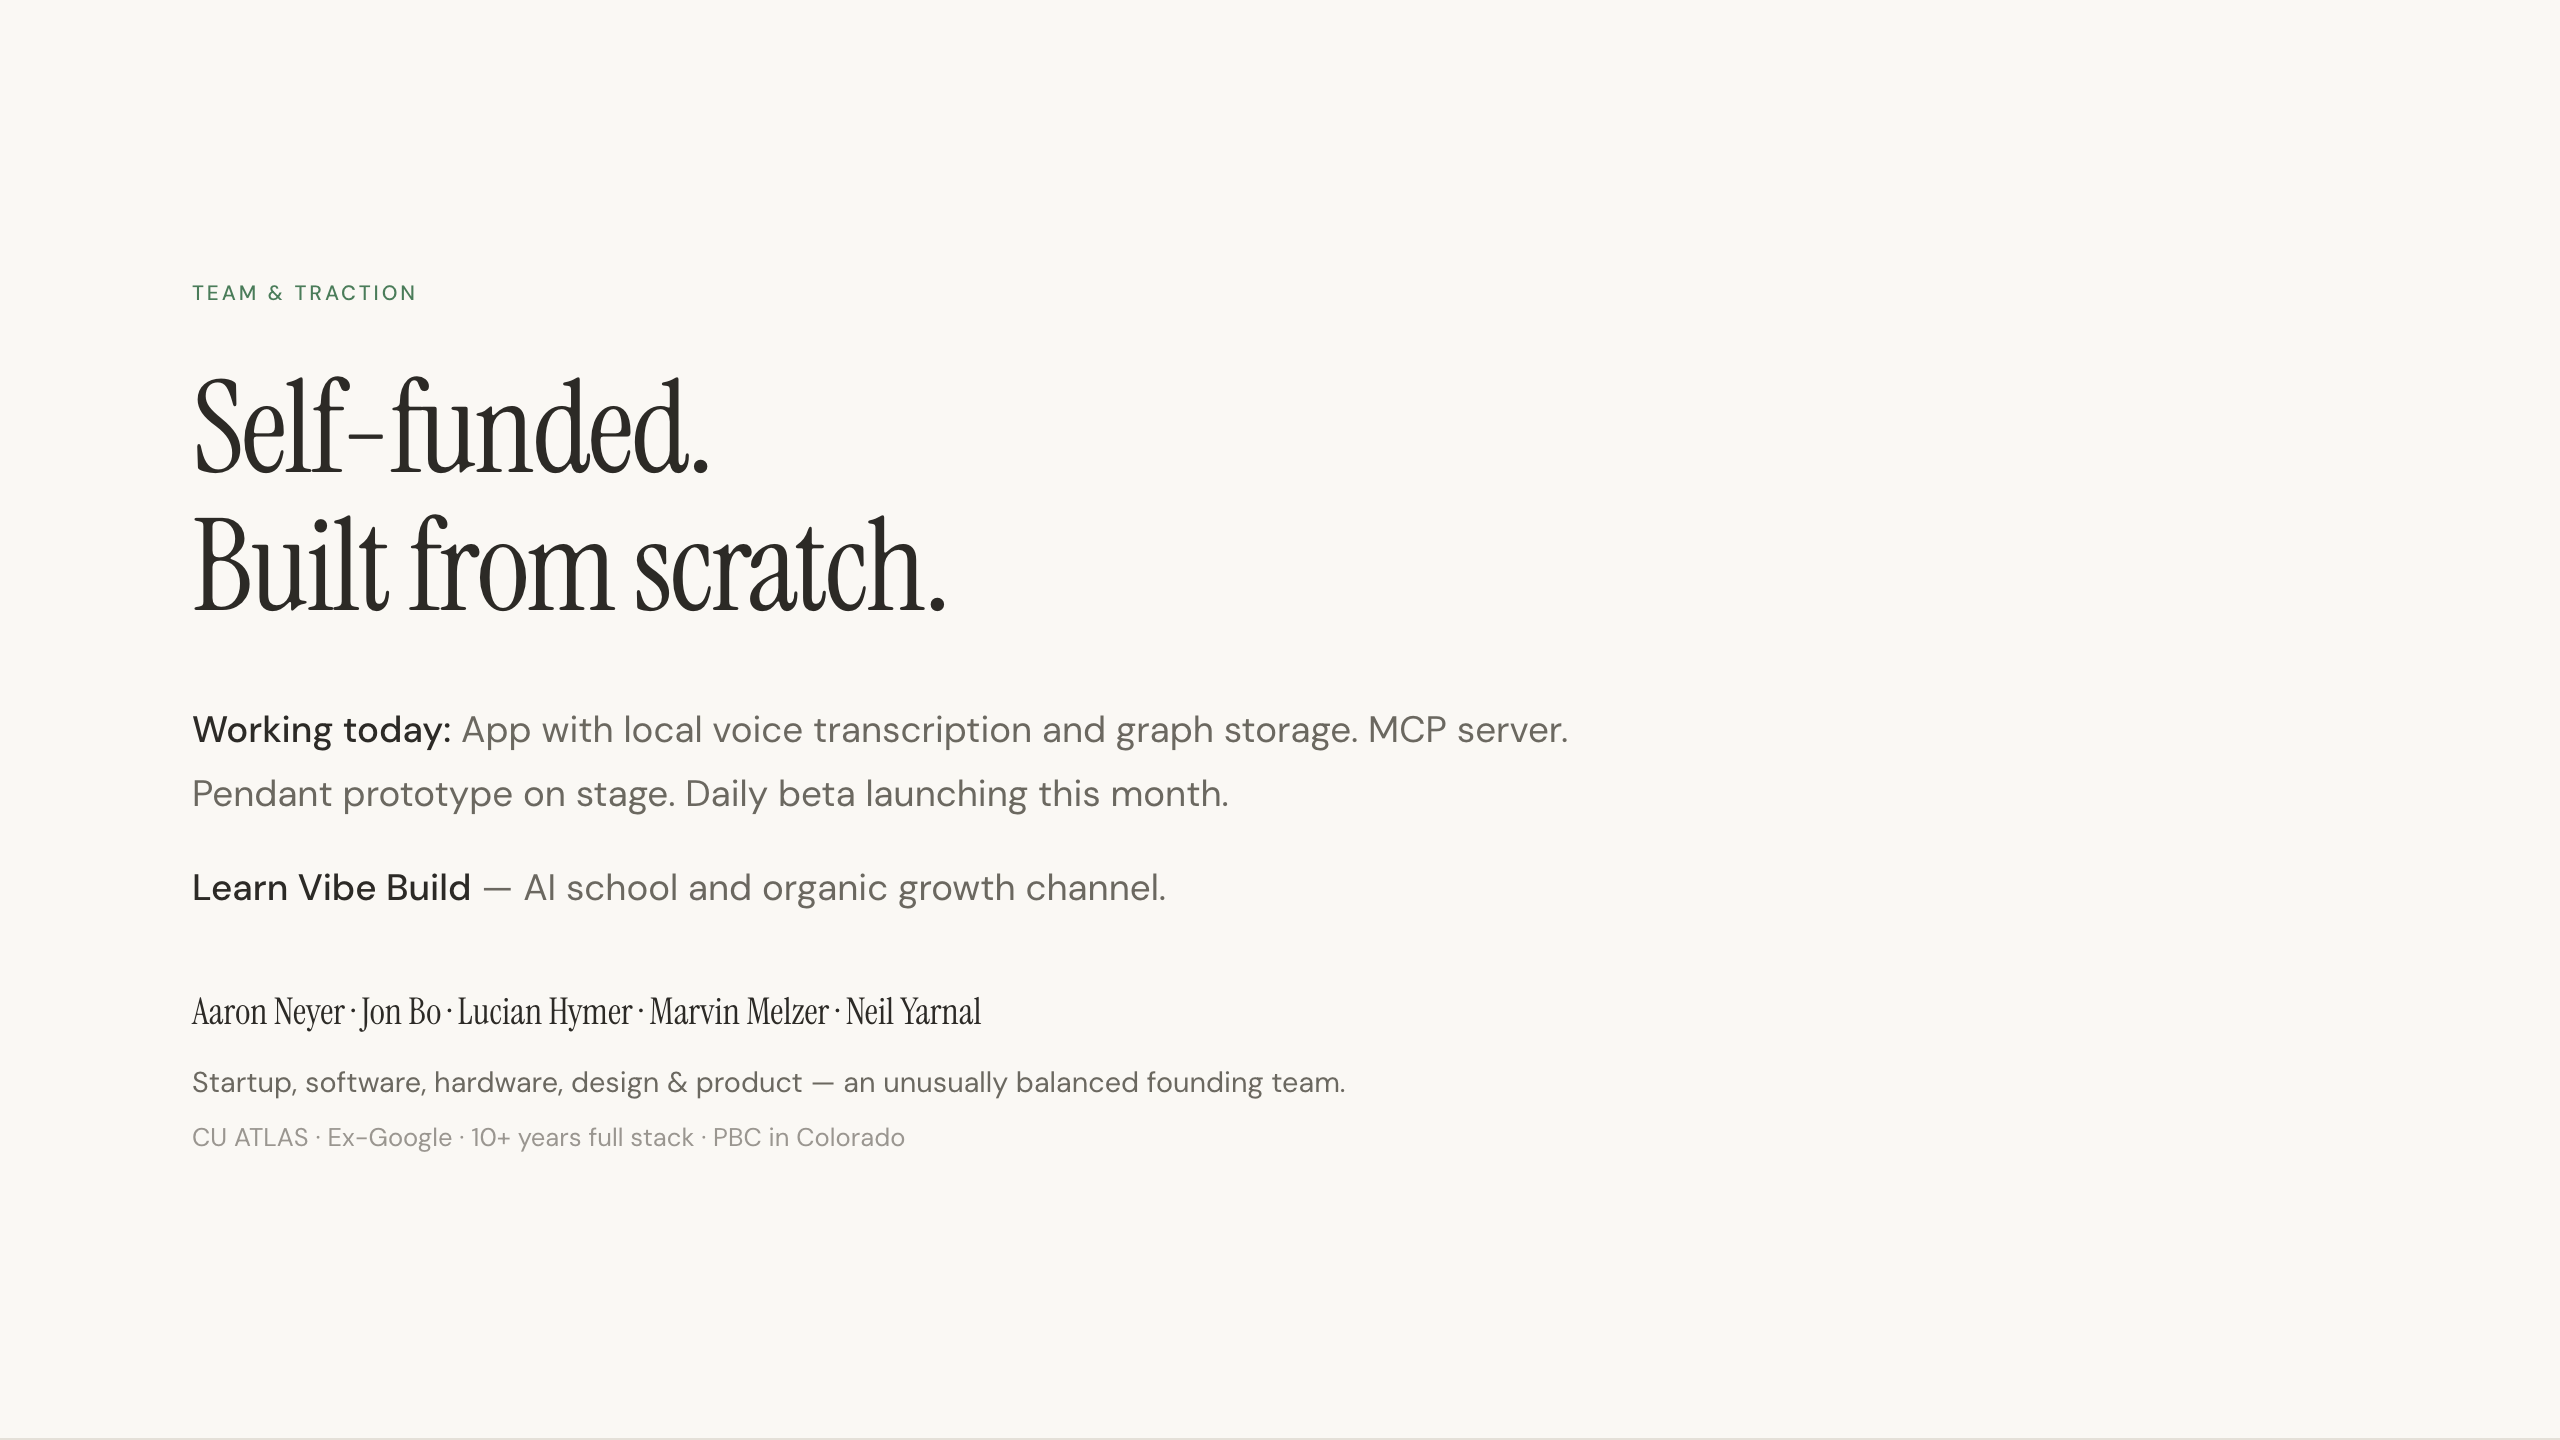 TEAM & TRACTION
Self-funded.
Built from scratch.
Working today: App with local voice transcription and graph storage. MCP server.
Pendant prototype on stage. Daily beta launching this month.
Learn Vibe Build — AI school and organic growth channel.
Aaron Neyer · Jon Bo · Lucian Hymer · Marvin Melzer · Neil Yarnal
Startup, software, hardware, design & product — an unusually balanced founding team.
CU ATLAS · Ex-Google · 10+ years full stack · PBC in Colorado